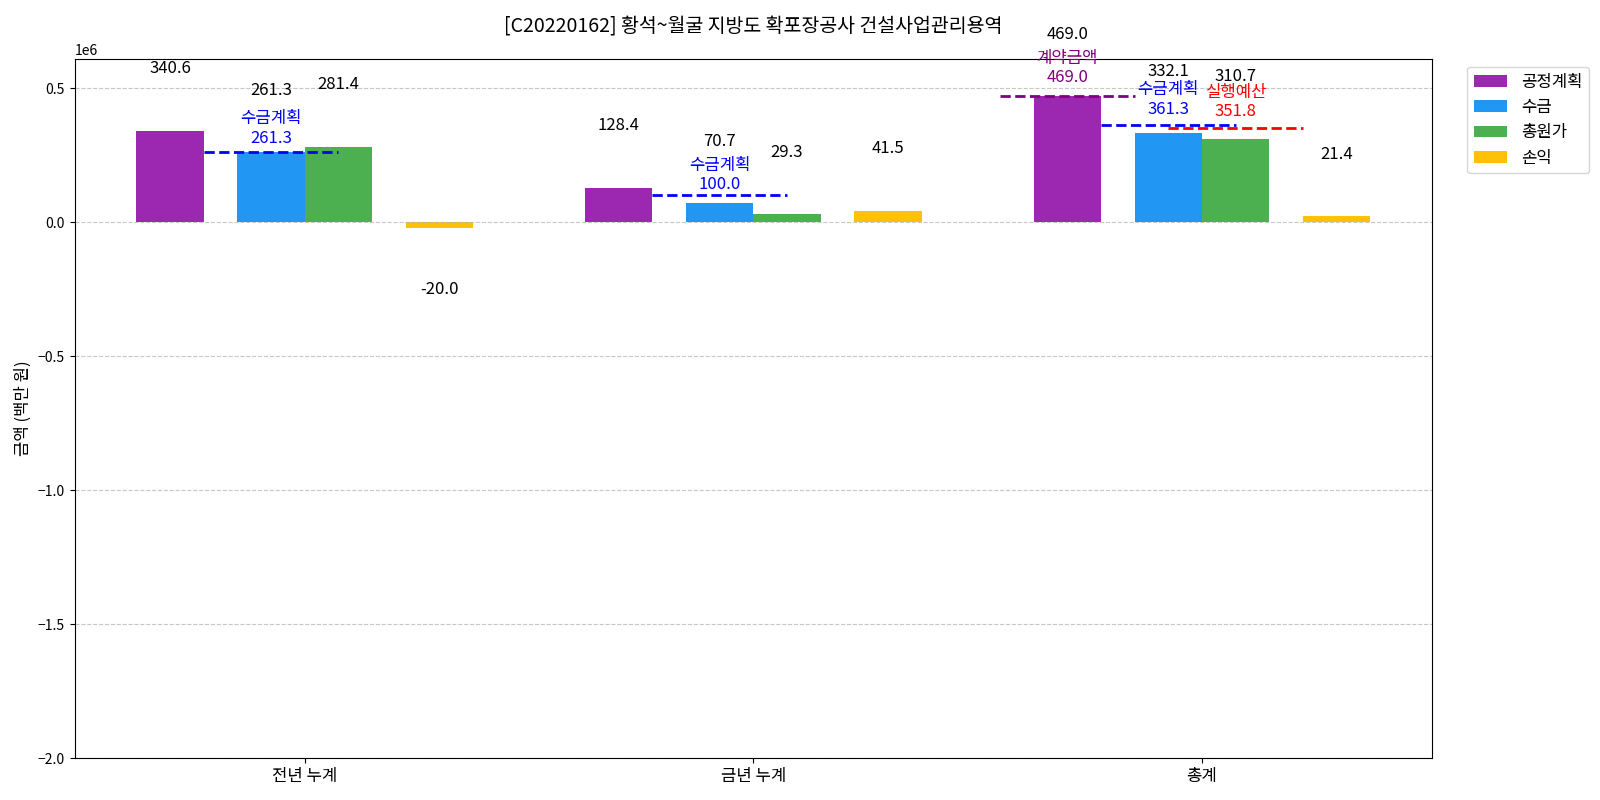 [C20220162] 황석~월굴 지방도 확포장공사 건설사업관리용역
1e6
금액 (백만 원)
0.5
0.0
−0.5
−1.0
−1.5
−2.0
340.6
261.3
수금계획
261.3
281.4
-20.0
128.4
70.7
수금계획
100.0
29.3
41.5
469.0
계약금액
469.0
332.1
수금계획
361.3
310.7
실행예산
351.8
21.4
전년 누계
금년 누계
총계
공정계획
수금
총원가
손익